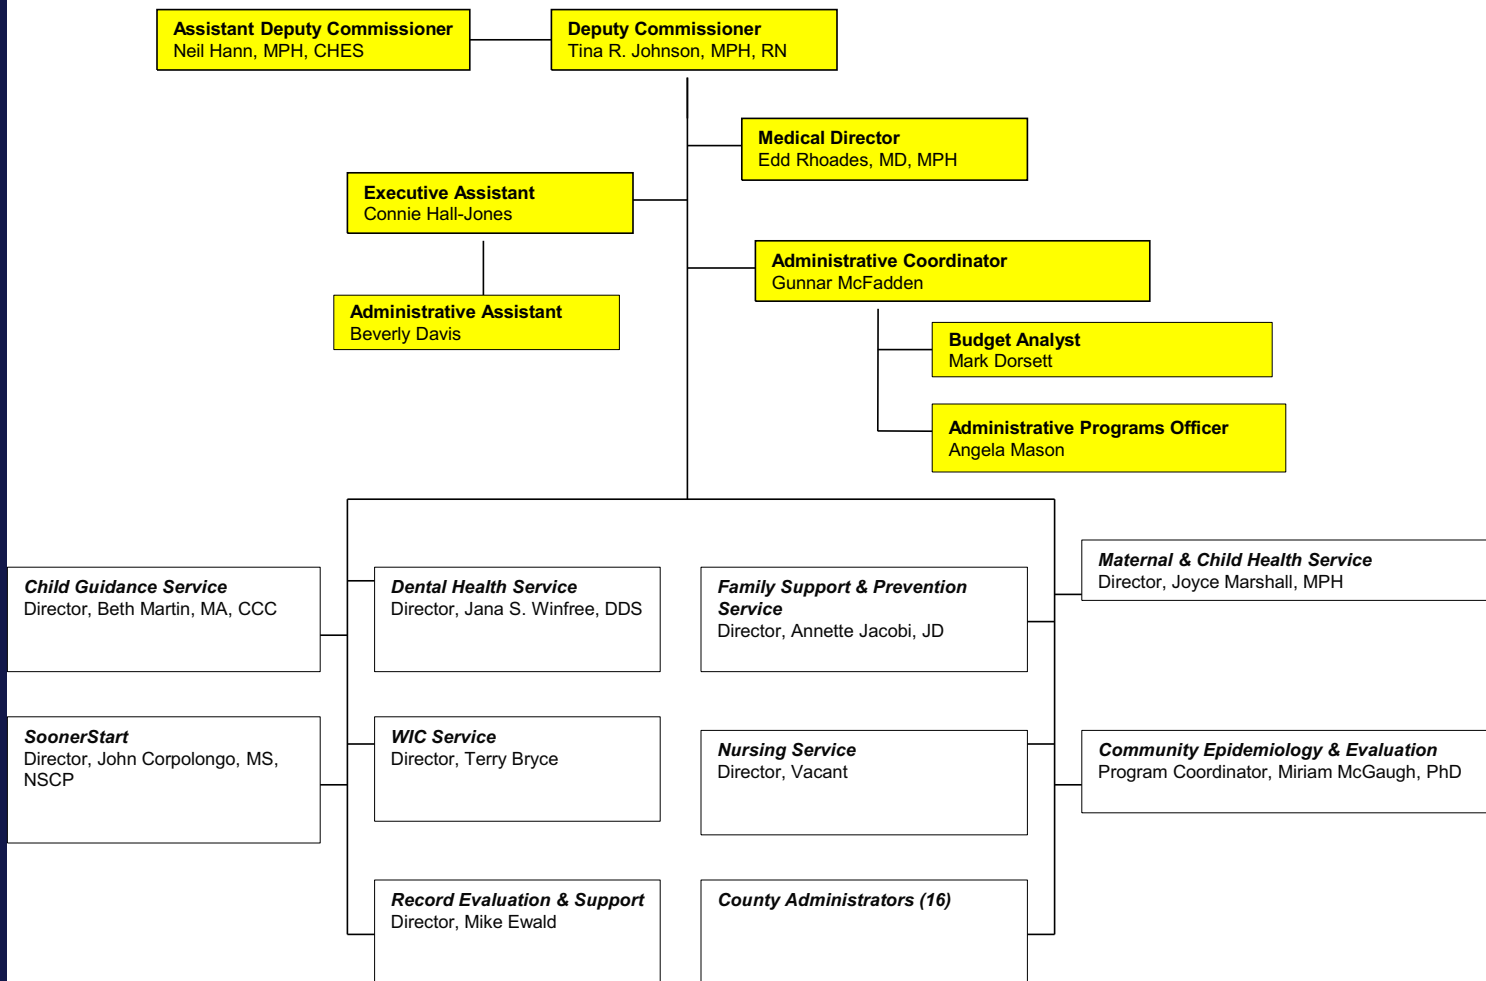 Assistant Deputy Commissioner
Neil Hann, MPH, CHES
Deputy Commissioner
Tina R. Johnson, MPH, RN
Medical Director
Edd Rhoades, MD, MPH
Executive Assistant
Connie Hall-Jones
Administrative Coordinator
Gunnar McFadden
Administrative Assistant
Beverly Davis
Budget Analyst
Mark Dorsett
Administrative Programs Officer
Angela Mason
Child Guidance Service
Director, Beth Martin, MA, CCC
Dental Health Service
Director, Jana S. Winfree, DDS
Family Support & Prevention
Service
Director, Annette Jacobi, JD
Maternal & Child Health Service
Director, Joyce Marshall, MPH
SoonerStart
Director, John Corpolongo, MS,
NSCP
WIC Service
Director, Terry Bryce
Nursing Service
Director, Vacant
Community Epidemiology & Evaluation
Program Coordinator, Miriam McGaugh, PhD
Record Evaluation & Support
Director, Mike Ewald
County Administrators (16)